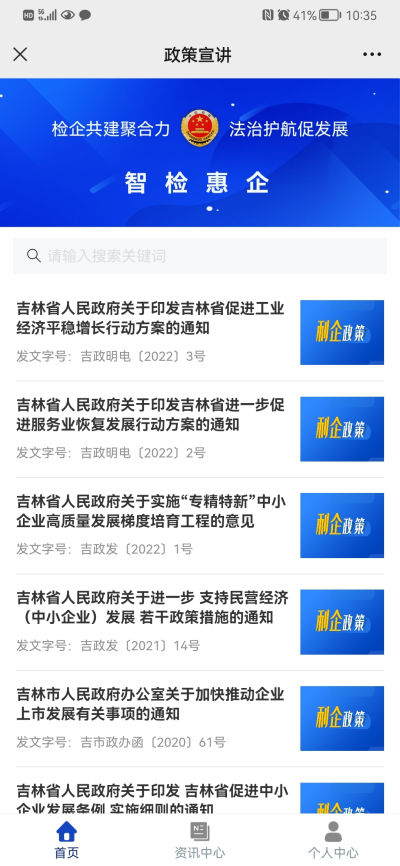 HD 5G 41% 10:35
政策宣讲
检企共建聚合力 法治护航促发展
智检惠企
请输入搜索关键词
吉林省人民政府关于印发吉林省促进工业
经济平稳增长行动方案的通知
发文字号：吉政明电〔2022〕3号
利企政策
吉林省人民政府关于印发吉林省进一步促
进服务业恢复发展行动方案的通知
发文字号：吉政明电〔2022〕2号
利企政策
吉林省人民政府关于实施“专精特新”中小
企业高质量发展梯度培育工程的意见
发文字号：吉政发〔2022〕1号
利企政策
吉林省人民政府关于进一步 支持民营经济
（中小企业）发展 若干政策措施的通知
发文字号：吉政发〔2021〕14号
利企政策
吉林市人民政府办公室关于加快推动企业
上市发展有关事项的通知
发文字号：吉市政办函〔2020〕61号
利企政策
吉林省人民政府关于印发 吉林省促进中小
企业发展条例 实施细则的通知
首页 资讯中心 个人中心